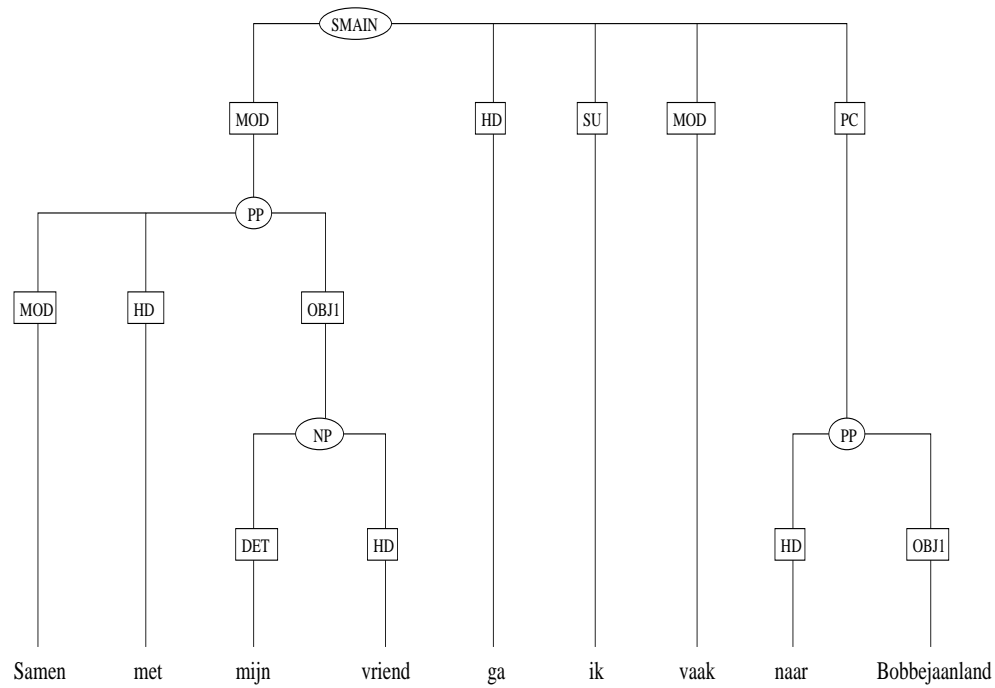 SMAIN
MOD HD SU MOD PC
PP
MOD HD OBJ1
NP PP
DET HD HD OBJ1
Samen met mijn vriend ga ik vaak naar Bobbejaanland